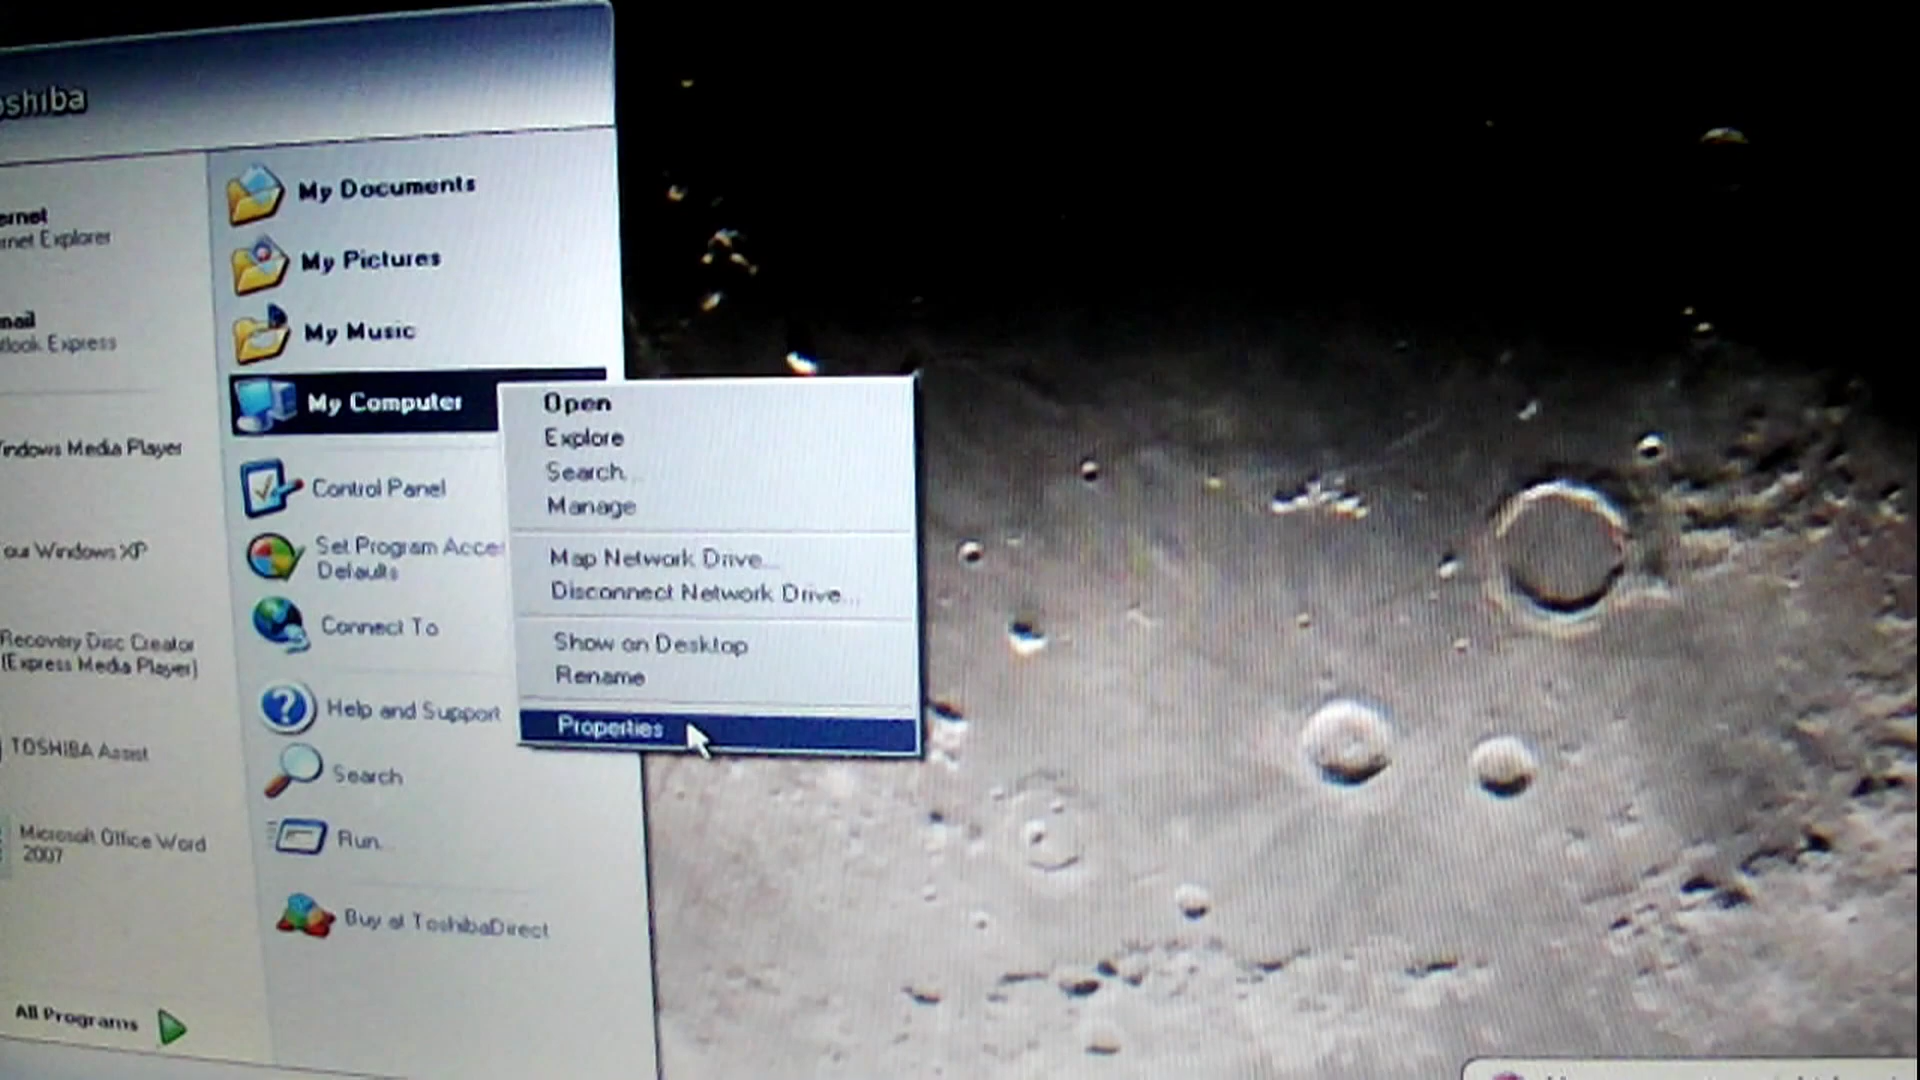 oshiba
ernet
rnet Explorer
mail
tlook Express
indows Media Player
our Windows XP
Recovery Disc Creator
(Express Media Player)
TOSHIBA Assist
Microsoft Office Word
2007
All Programs
My Documents
My Pictures
My Music
My Computer
Control Panel
Set Program Acce
Defaults
Connect To
Help and Support
Search
Run...
Buy at ToshibaDirect
Open
Explore
Search...
Manage
Map Network Drive...
Disconnect Network Drive...
Show on Desktop
Rename
Properties